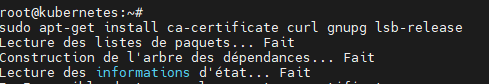 root@kubernetes:~#
sudo apt-get install ca-certificate curl gnupg lsb-release
Lecture des listes de paquets... Fait
Construction de l'arbre des dépendances... Fait
Lecture des informations d'état... Fait